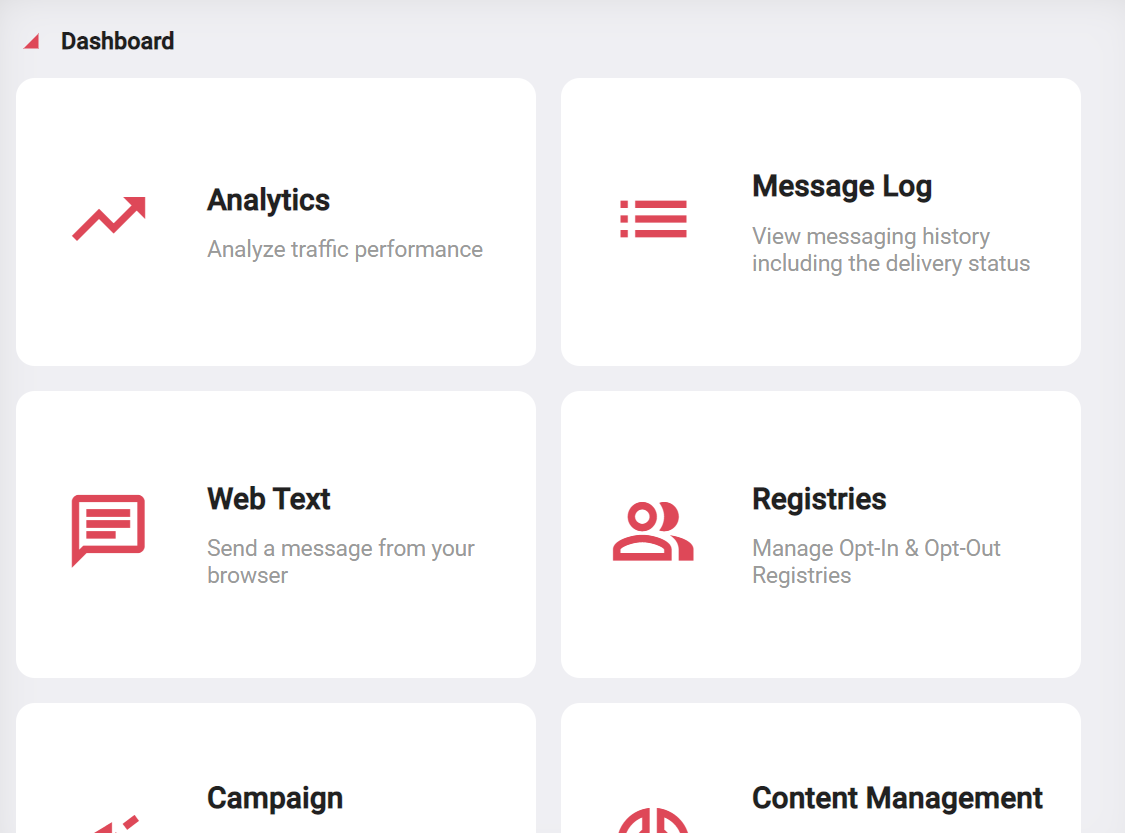 Dashboard
Analytics
Analyze traffic performance
Message Log
View messaging history
including the delivery status
Web Text
Send a message from your
browser
Registries
Manage Opt-In & Opt-Out
Registries
Campaign
Content Management